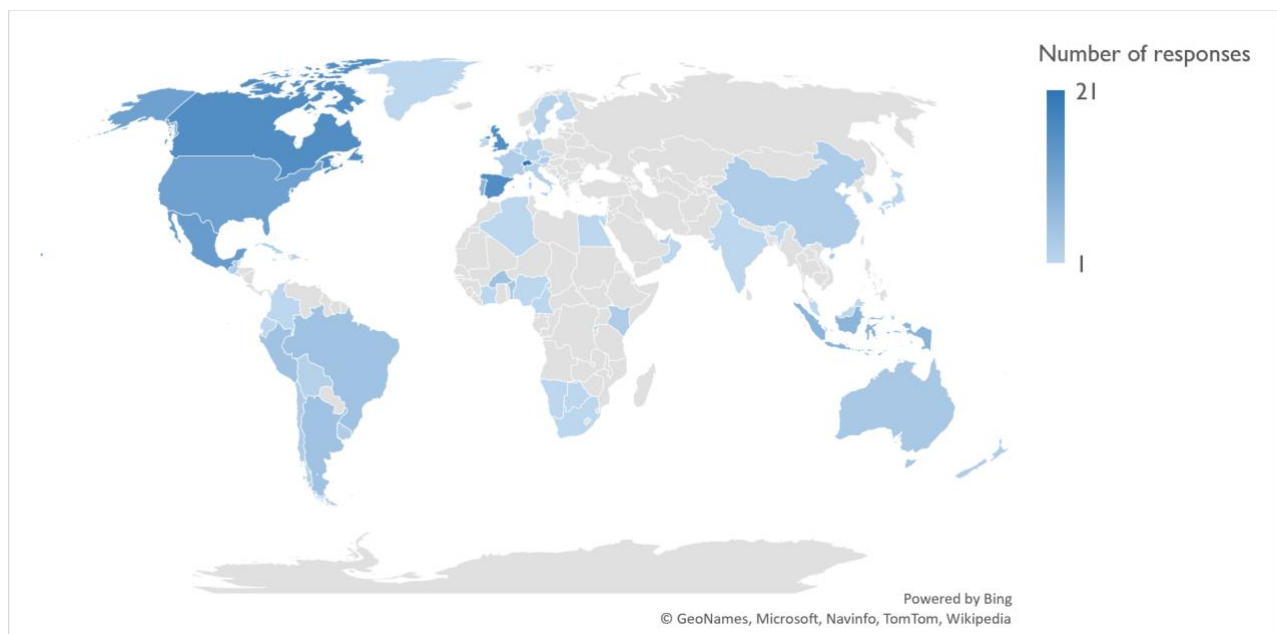 Number of responses
21
1
Powered by Bing
© GeoNames, Microsoft, Navinfo, TomTom, Wikipedia